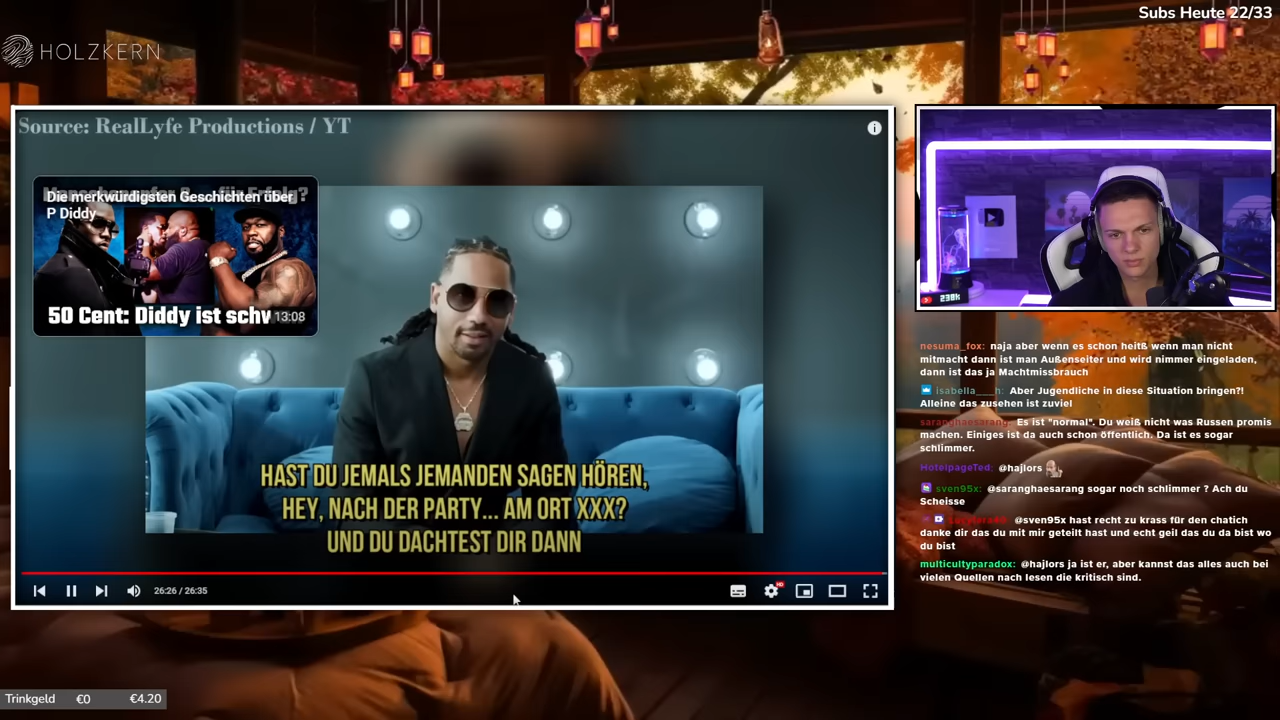 Subs Heute 22/33
HOLZKERN
Source: RealLyfe Productions / YT
Die merkwürdigsten Geschichten über
P Diddy
50 Cent: Diddy ist schw
13:08
HAST DU JEMALS JEMANDEN SAGEN HÖREN,
HEY, NACH DER PARTY... AM ORT XXX?
UND DU DACHTEST DIR DANN
26:26 / 26:35
HD
238k
nesuma_fox: naja aber wenn es schon heitß wenn man nicht
mitmacht dann ist man Außenseiter und wird nimmer eingeladen,
dann ist das ja Machtmissbrauch
isabella___h: Aber Jugendliche in diese Situation bringen?!
Alleine das zusehen ist zuviel
saranghaesarang: Es ist "normal". Du weiß nicht was Russen promis
machen. Einiges ist da auch schon öffentlich. Da ist es sogar
schlimmer.
HotelpageTed: @hajlors
sven95x: @saranghaesarang sogar noch schlimmer ? Ach du
Scheisse
@sven95x hast recht zu krass für den chatich
danke dir das du mit mir geteilt hast und echt geil das du da bist wo
du bist
multicultyparadox: @hajlors ja ist er, aber kannst das alles auch bei
vielen Quellen nach lesen die kritisch sind.
Trinkgeld €0 €4.20